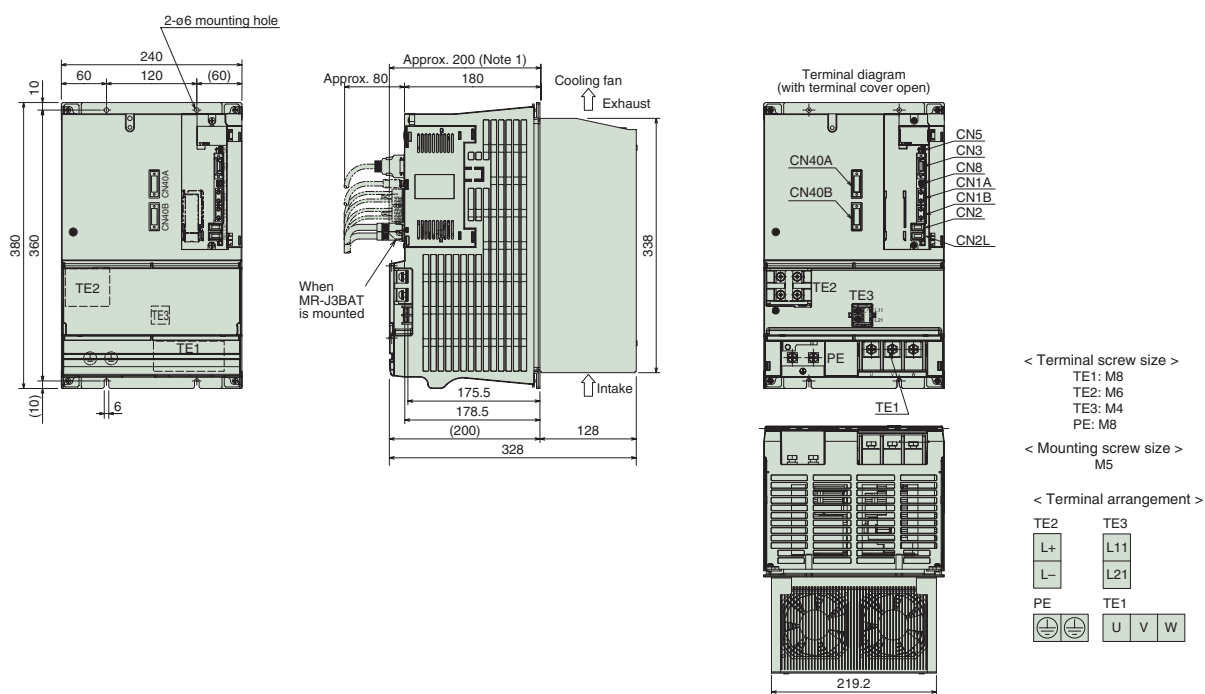 2-ø6 mounting hole
240
60
120
(60)
10
380
360
(10)
6
CN40A
CN40B
TE2
TE3
TE1
Approx. 200 (Note 1)
Approx. 80
180
Cooling fan
Exhaust
338
When
MR-J3BAT
is mounted
Intake
175.5
178.5
(200)
128
328
Terminal diagram
(with terminal cover open)
CN40A
CN40B
CN5
CN3
CN8
CN1A
CN1B
CN2
CN2L
TE2
TE3
L11
L21
PE
TE1
219.2
< Terminal screw size >
TE1: M8
TE2: M6
TE3: M4
PE: M8
< Mounting screw size >
M5
< Terminal arrangement >
TE2 TE3
L+ L11
L– L21
PE TE1
U V W